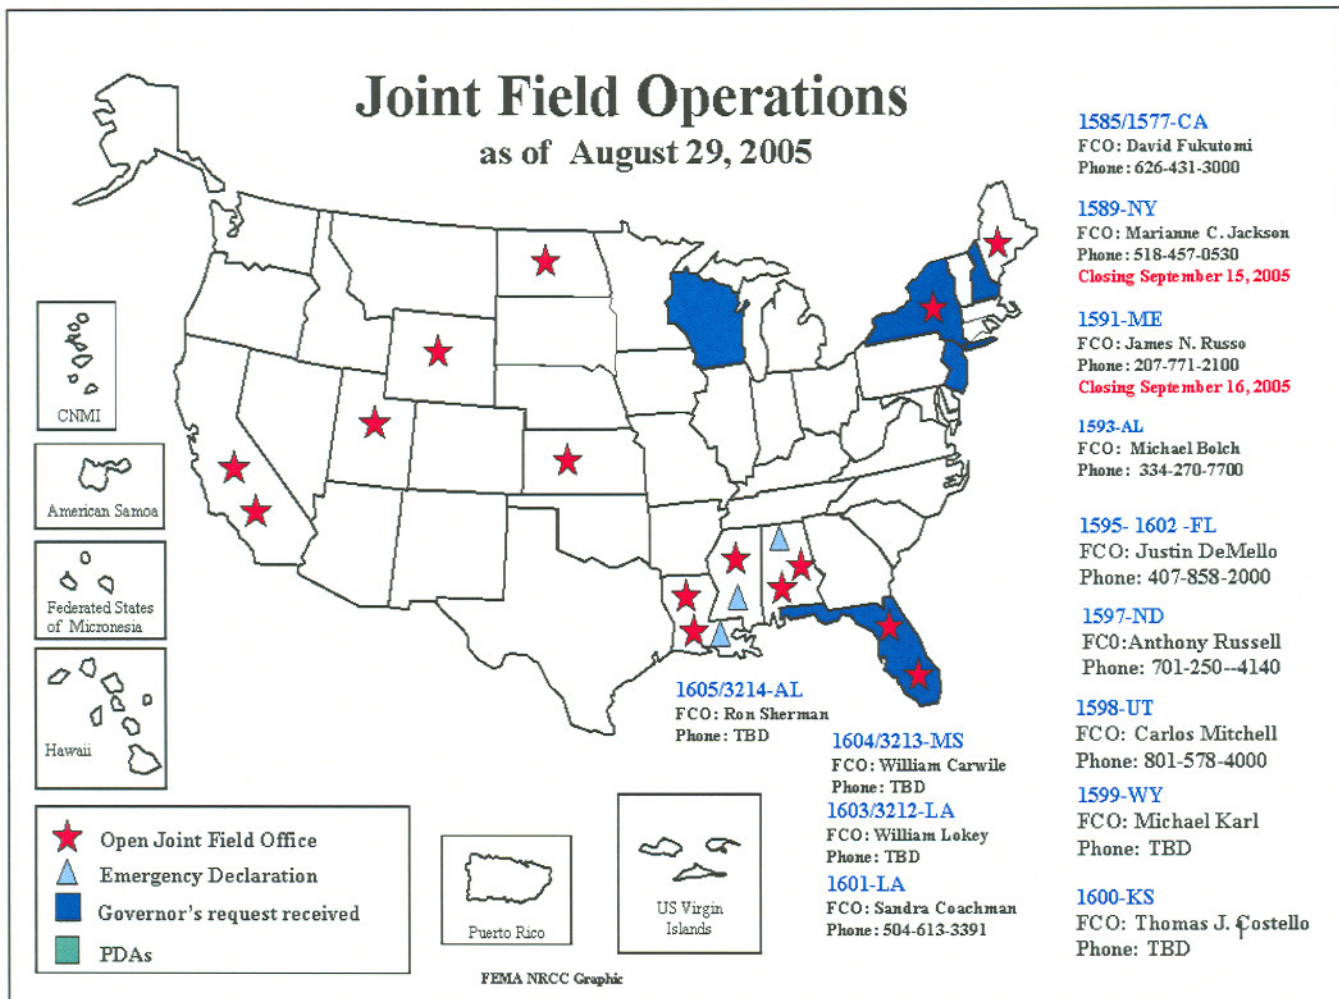 Joint Field Operations
as of August 29, 2005
1585/1577-CA
FCO: David Fukutomi
Phone: 626-431-3000
1589-NY
FCO: Marianne C. Jackson
Phone: 518-457-0530
Closing September 15, 2005
1591-ME
FCO: James N. Russo
Phone: 207-771-2100
Closing September 16, 2005
1593-AL
FCO: Michael Bolch
Phone: 334-270-7700
1595- 1602 -FL
FCO: Justin DeMello
Phone: 407-858-2000
1597-ND
FC0:Anthony Russell
Phone: 701-250--4140
1598-UT
FCO: Carlos Mitchell
Phone: 801-578-4000
1599-WY
FCO: Michael Karl
Phone: TBD
1600-KS
FCO: Thomas J. Costello
Phone: TBD
CNMI
American Samoa
Federated States
of Micronesia
Hawaii
1605/3214-AL
FCO: Ron Sherman
Phone: TBD
1604/3213-MS
FCO: William Carwile
Phone: TBD
1603/3212-LA
FCO: William Lokey
Phone: TBD
1601-LA
FCO: Sandra Coachman
Phone: 504-613-3391
Open Joint Field Office
Emergency Declaration
Governor's request received
PDAs
Puerto Rico
US Virgin
Islands
FEMA NRCC Graphic